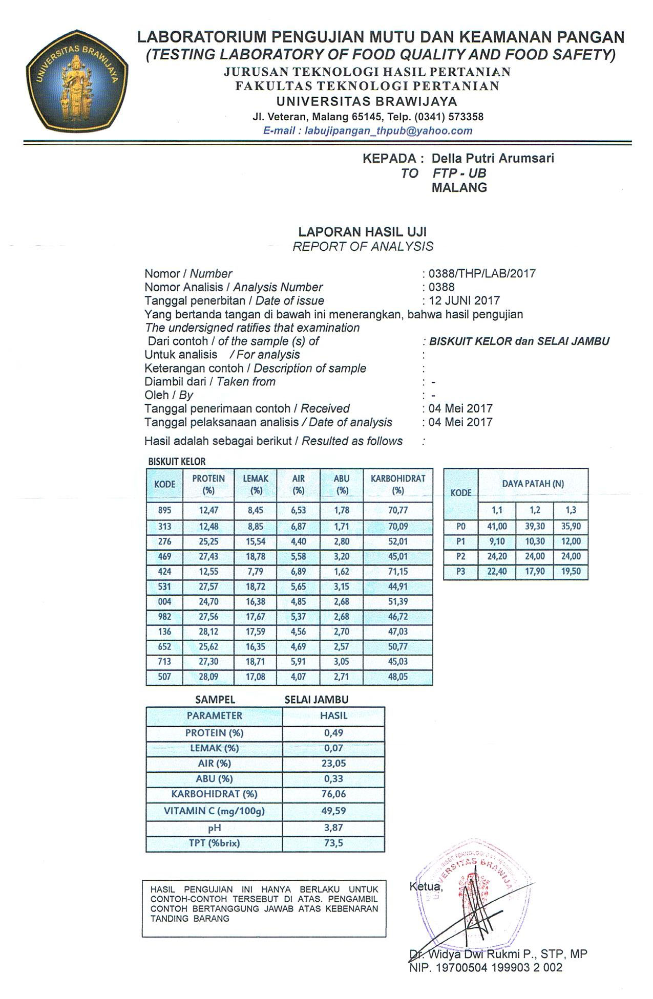 UNIVERSITAS BRAWIJAYA
LABORATORIUM PENGUJIAN MUTU DAN KEAMANAN PANGAN
(TESTING LABORATORY OF FOOD QUALITY AND FOOD SAFETY)
JURUSAN TEKNOLOGI HASIL PERTANIAN
FAKULTAS TEKNOLOGI PERTANIAN
UNIVERSITAS BRAWIJAYA
Jl. Veteran, Malang 65145, Telp. (0341) 573358
E-mail : labujipangan_thpub@yahoo.com
KEPADA : Della Putri Arumsari
TO FTP - UB
MALANG
LAPORAN HASIL UJI
REPORT OF ANALYSIS
Nomor / Number : 0388/THP/LAB/2017
Nomor Analisis / Analysis Number : 0388
Tanggal penerbitan / Date of issue : 12 JUNI 2017
Yang bertanda tangan di bawah ini menerangkan, bahwa hasil pengujian
The undersigned ratifies that examination
Dari contoh / of the sample (s) of : BISKUIT KELOR dan SELAI JAMBU
Untuk analisis / For analysis :
Keterangan contoh / Description of sample :
Diambil dari / Taken from : -
Oleh / By : -
Tanggal penerimaan contoh / Received : 04 Mei 2017
Tanggal pelaksanaan analisis / Date of analysis : 04 Mei 2017
Hasil adalah sebagai berikut / Resulted as follows :
BISKUIT KELOR
KODE PROTEIN (%) LEMAK (%) AIR (%) ABU (%) KARBOHIDRAT (%)
895 12,47 8,45 6,53 1,78 70,77
313 12,48 8,85 6,87 1,71 70,09
276 25,25 15,54 4,40 2,80 52,01
469 27,43 18,78 5,58 3,20 45,01
424 12,55 7,79 6,89 1,62 71,15
531 27,57 18,72 5,65 3,15 44,91
004 24,70 16,38 4,85 2,68 51,39
982 27,56 17,67 5,37 2,68 46,72
136 28,12 17,59 4,56 2,70 47,03
652 25,62 16,35 4,69 2,57 50,77
713 27,30 18,71 5,91 3,05 45,03
507 28,09 17,08 4,07 2,71 48,05
KODE DAYA PATAH (N)
1,1 1,2 1,3
P0 41,00 39,30 35,90
P1 9,10 10,30 12,00
P2 24,20 24,00 24,00
P3 22,40 17,90 19,50
SAMPEL SELAI JAMBU
PARAMETER HASIL
PROTEIN (%) 0,49
LEMAK (%) 0,07
AIR (%) 23,05
ABU (%) 0,33
KARBOHIDRAT (%) 76,06
VITAMIN C (mg/100g) 49,59
pH 3,87
TPT (%brix) 73,5
HASIL PENGUJIAN INI HANYA BERLAKU UNTUK
CONTOH-CONTOH TERSEBUT DI ATAS. PENGAMBIL
CONTOH BERTANGGUNG JAWAB ATAS KEBENARAN
TANDING BARANG
Ketua,
RISET TEKNOLOGI DAN
UNIVERSITAS BRAWIJAYA
Dr. Widya Dwi Rukmi P., STP, MP
NIP. 19700504 199903 2 002